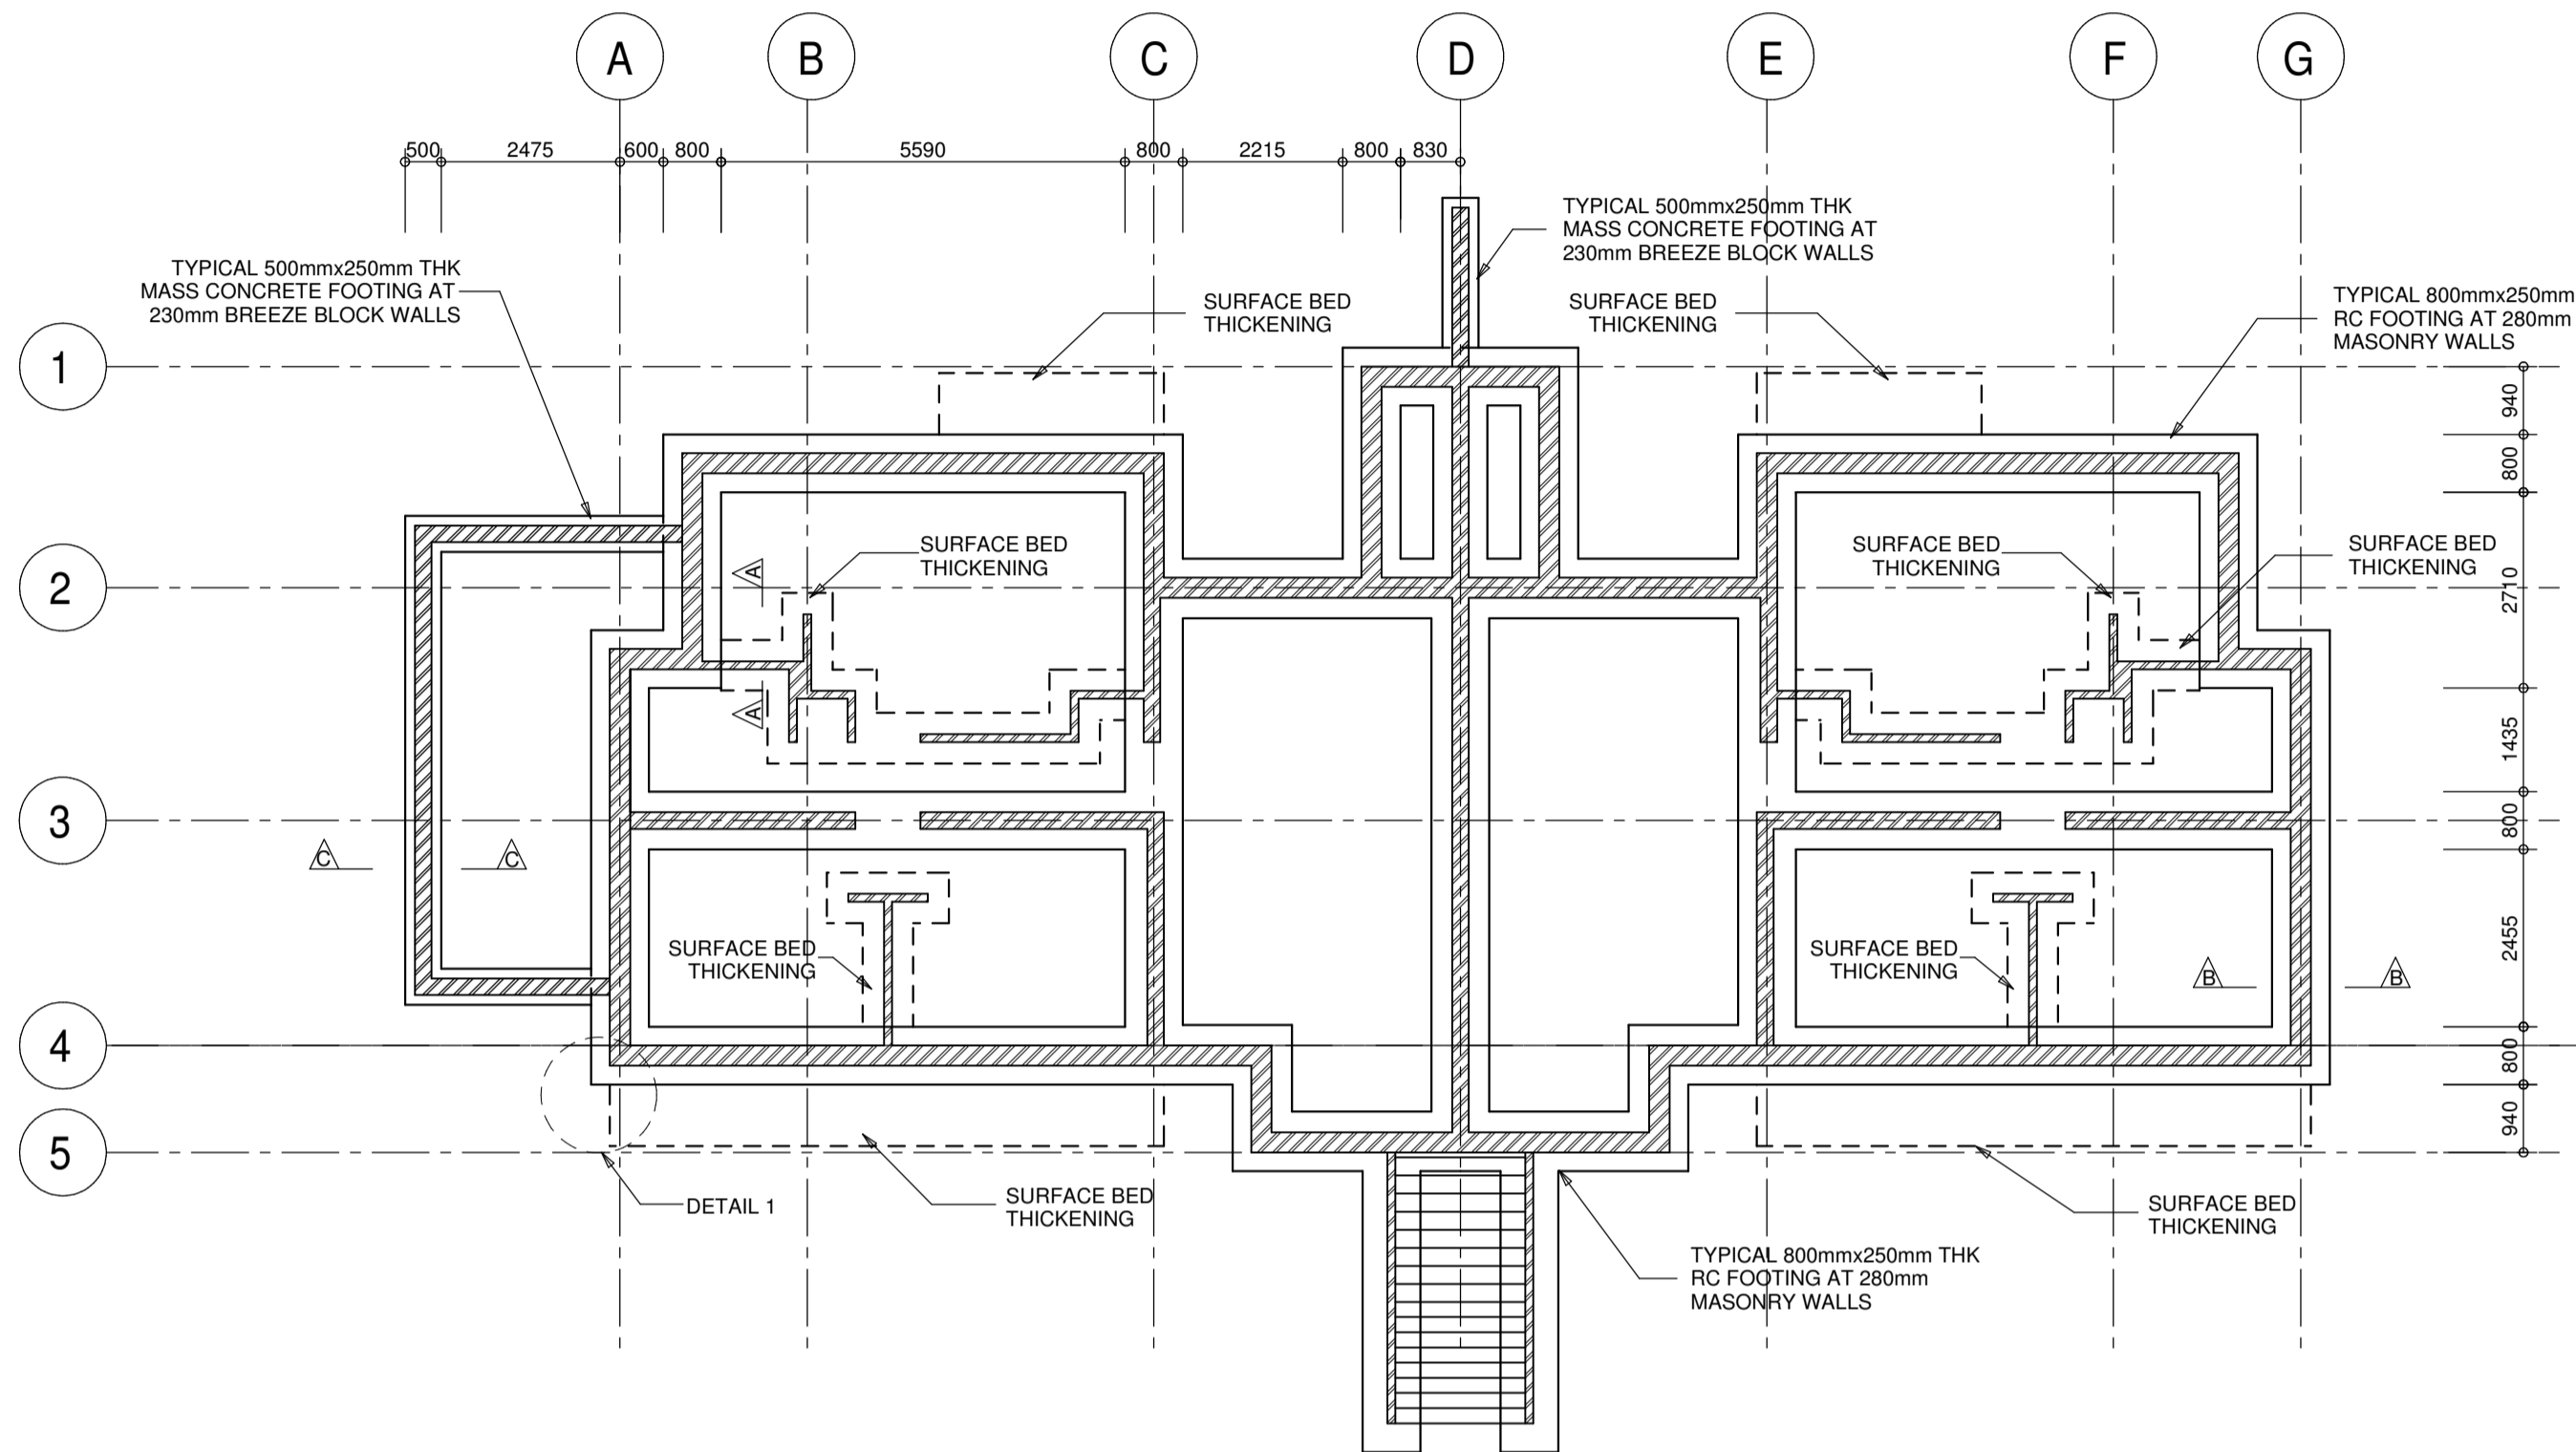 A B C D E F G
500 2475 600 800 5590 800 2215 800 830
TYPICAL 500mmx250mm THK
MASS CONCRETE FOOTING AT
230mm BREEZE BLOCK WALLS
TYPICAL 500mmx250mm THK
MASS CONCRETE FOOTING AT
230mm BREEZE BLOCK WALLS
SURFACE BED
THICKENING
SURFACE BED
THICKENING
TYPICAL 800mmx250mm
RC FOOTING AT 280mm
MASONRY WALLS
1
2
3
4
5
940
800
2710
1435
800
2455
800
940
SURFACE BED
THICKENING
SURFACE BED
THICKENING
SURFACE BED
THICKENING
A
A
C C
SURFACE BED
THICKENING
SURFACE BED
THICKENING
B B
DETAIL 1
SURFACE BED
THICKENING
SURFACE BED
THICKENING
TYPICAL 800mmx250mm THK
RC FOOTING AT 280mm
MASONRY WALLS